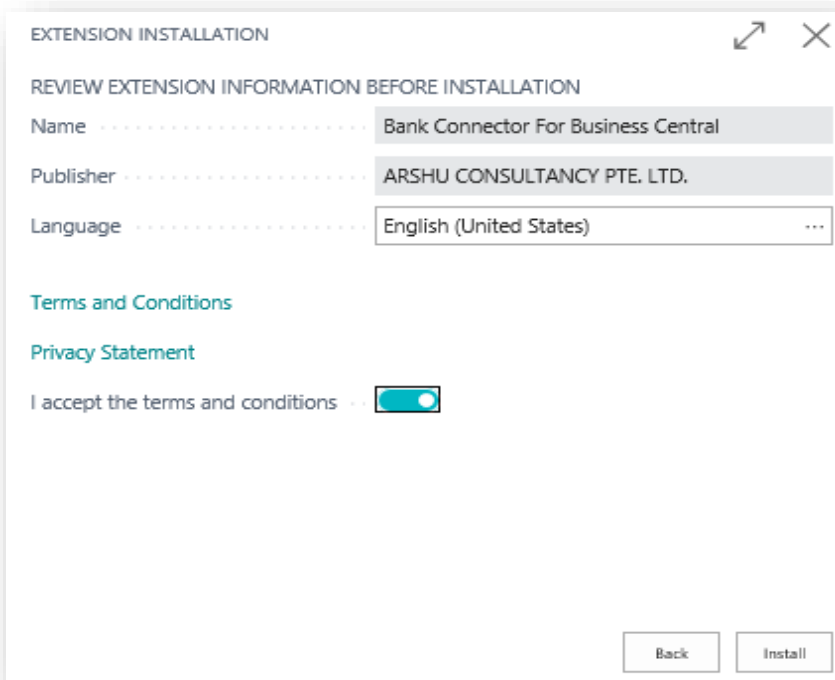 EXTENSION INSTALLATION
REVIEW EXTENSION INFORMATION BEFORE INSTALLATION
Name Bank Connector For Business Central
Publisher ARSHU CONSULTANCY PTE. LTD.
Language English (United States) ...
Terms and Conditions
Privacy Statement
I accept the terms and conditions
Back Install